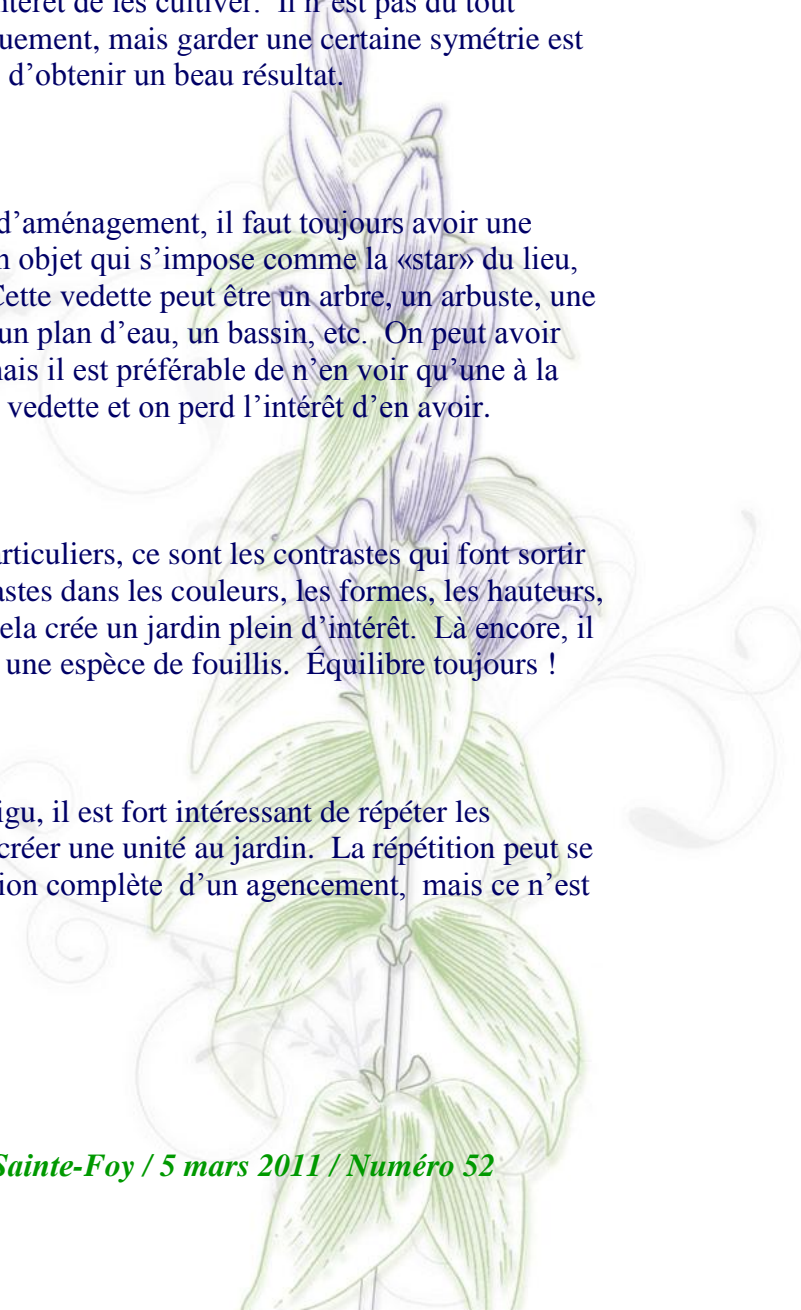 ntérêt de les cultiver.  Il n'est pas du tout
quement, mais garder une certaine symétrie est
d'obtenir un beau résultat.
d'aménagement, il faut toujours avoir une
n objet qui s'impose comme la «star» du lieu,
Cette vedette peut être un arbre, un arbuste, une
un plan d'eau, un bassin, etc.  On peut avoir
mais il est préférable de n'en voir qu'une à la
vedette et on perd l'intérêt d'en avoir.
articuliers, ce sont les contrastes qui font sortir
astes dans les couleurs, les formes, les hauteurs,
ela crée un jardin plein d'intérêt.  Là encore, il
une espèce de fouillis.  Équilibre toujours !
igu, il est fort intéressant de répéter les
créer une unité au jardin.  La répétition peut se
ion complète  d'un agencement,  mais ce n'est
Sainte-Foy / 5 mars 2011 / Numéro 52